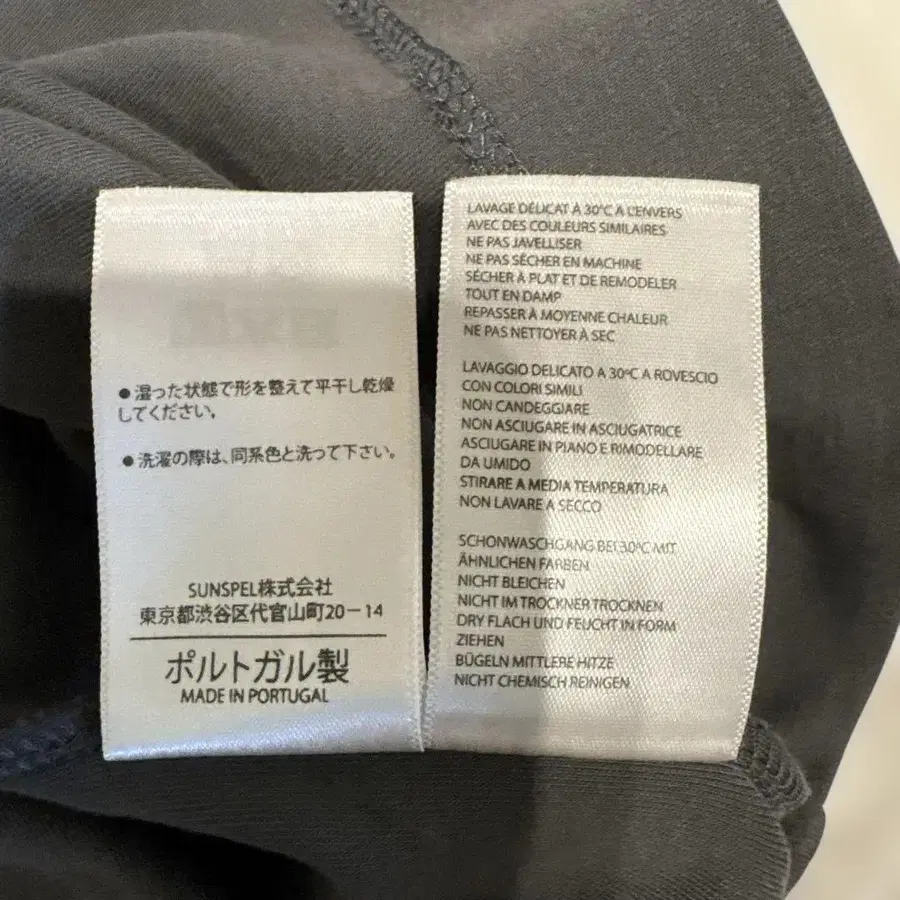 ● 湿った状態で形を整えて平干し乾燥
してください。
● 洗濯の際は、同系色と洗って下さい。
SUNSPEL株式会社
東京都渋谷区代官山町20-14
ポルトガル製
MADE IN PORTUGAL
LAVAGE DÉLICAT À 30°C A L'ENVERS
AVEC DES COULEURS SIMILAIRES
NE PAS JAVELLISER
NE PAS SÉCHER EN MACHINE
SÉCHER À PLAT ET DE REMODELER
TOUT EN DAMP
REPASSER À MOYENNE CHALEUR
NE PAS NETTOYER À SEC
LAVAGGIO DELICATO A 30°C A ROVESCIO
CON COLORI SIMILI
NON CANDEGGIARE
NON ASCIUGARE IN ASCIUGATRICE
ASCIUGARE IN PIANO E RIMODELLARE
DA UMIDO
STIRARE A MEDIA TEMPERATURA
NON LAVARE A SECCO
SCHONWASCHGANG BEI 30°C MIT
ÄHNLICHEN FARBEN
NICHT BLEICHEN
NICHT IM TROCKNER TROCKNEN
DRY FLACH UND FEUCHT IN FORM
ZIEHEN
BÜGELN MITTLERE HITZE
NICHT CHEMISCH REINIGEN